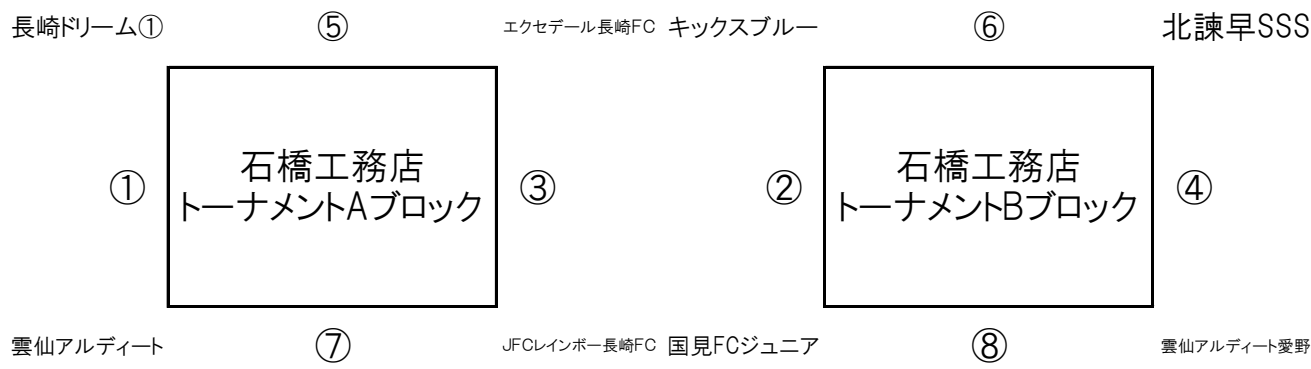 長崎ドリーム① ⑤ エクセデール長崎FC キックスブルー ⑥ 北諫早SSS
石橋工務店 石橋工務店
① トーナメントAブロック ③ ② トーナメントBブロック ④
雲仙アルディート ⑦ JFCレインボー長崎FC 国見FCジュニア ⑧ 雲仙アルディート愛野